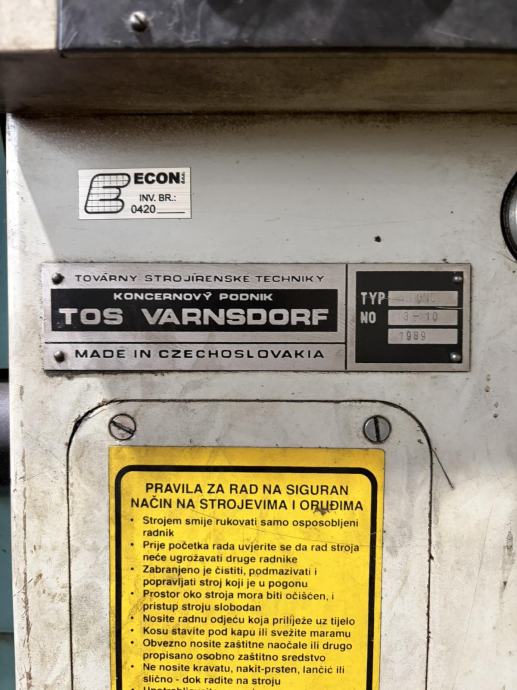 ECON d.o.o.
INV. BR.:
0420
TOVÁRNY STROJÍRENSKÉ TECHNIKY
KONCERNOVÝ PODNIK
TOS VARNSDORF
MADE IN CZECHOSLOVAKIA
TYP
NO 3-10
1989
PRAVILA ZA RAD NA SIGURAN
NAČIN NA STROJEVIMA I ORUĐIMA
• Strojem smije rukovati samo osposobljeni
radnik
• Prije početka rada uvjerite se da rad stroja
neće ugrožavati druge radnike
• Zabranjeno je čistiti, podmazivati i
popravljati stroj koji je u pogonu
• Prostor oko stroja mora biti očišćen, i
pristup stroju slobodan
• Nosite radnu odjeću koja priliježe uz tijelo
• Kosu stavite pod kapu ili svežite maramu
• Obvezno nosite zaštitne naočale ili drugo
propisano osobno zaštitno sredstvo
• Ne nosite kravatu, nakit-prsten, lančić ili
slično - dok radite na stroju